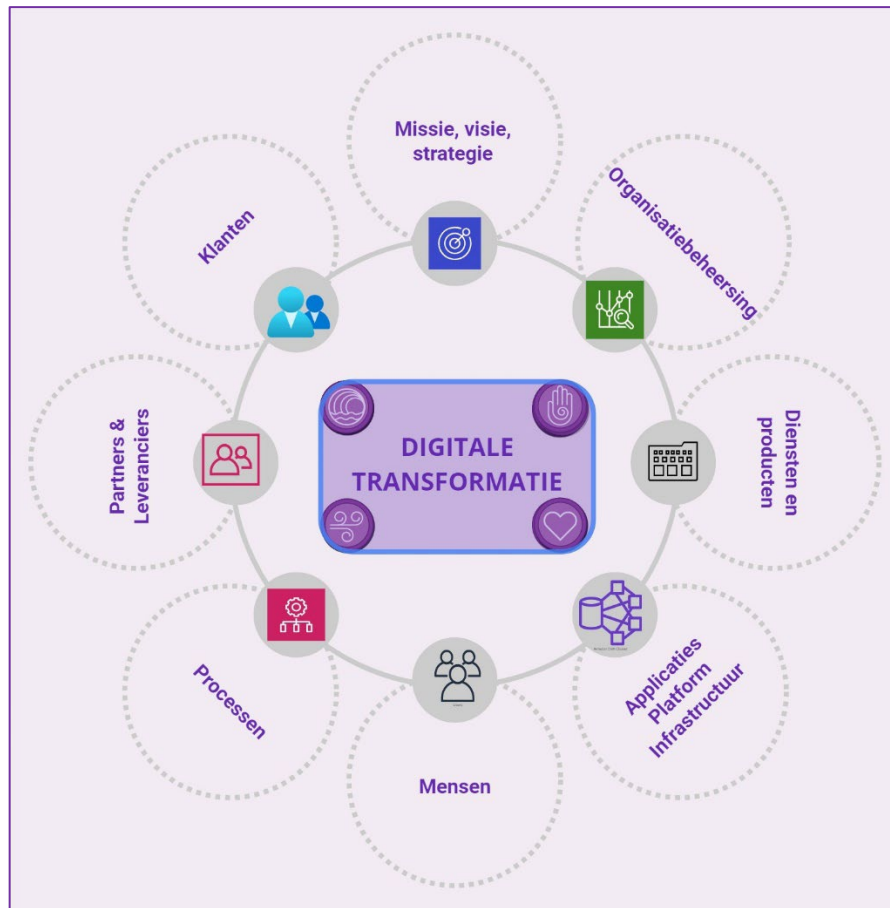 Missie, visie,
strategie
Organisatiebeheersing
Diensten en
producten
Applicaties
Platform
Infrastructuur
Mensen
Processen
Partners &
Leveranciers
Klanten
DIGITALE
TRANSFORMATIE